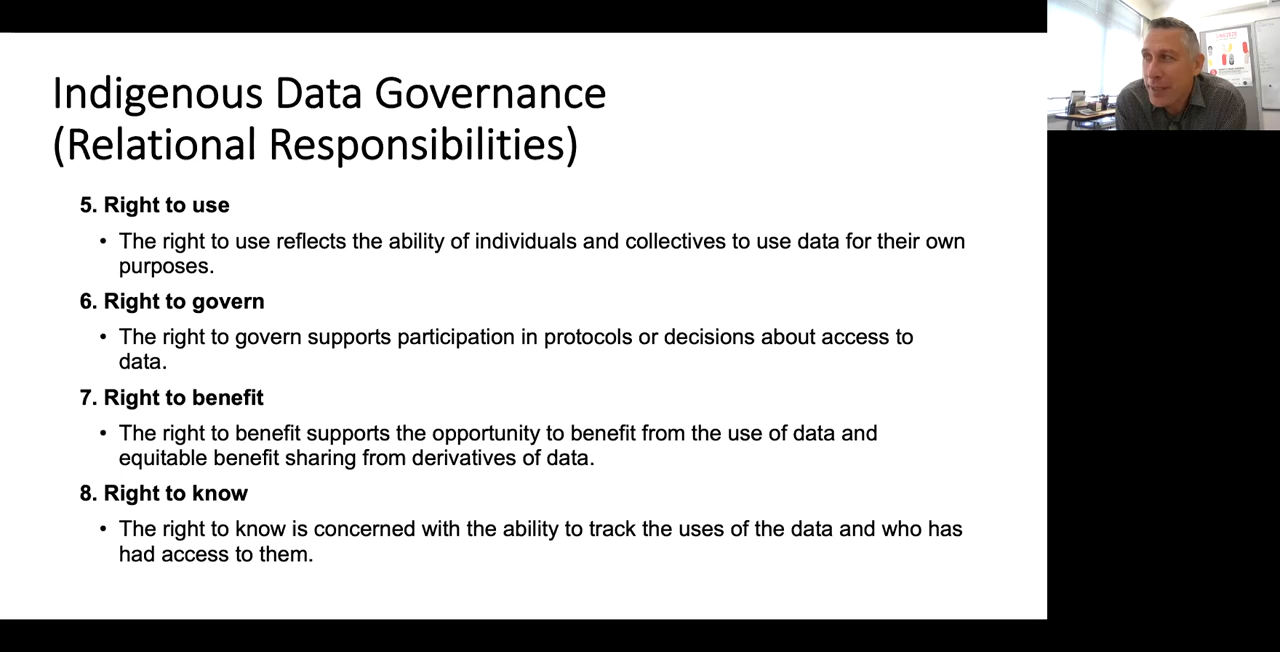 Indigenous Data Governance
(Relational Responsibilities)
5. Right to use
• The right to use reflects the ability of individuals and collectives to use data for their own
purposes.
6. Right to govern
• The right to govern supports participation in protocols or decisions about access to
data.
7. Right to benefit
• The right to benefit supports the opportunity to benefit from the use of data and
equitable benefit sharing from derivatives of data.
8. Right to know
• The right to know is concerned with the ability to track the uses of the data and who has
had access to them.